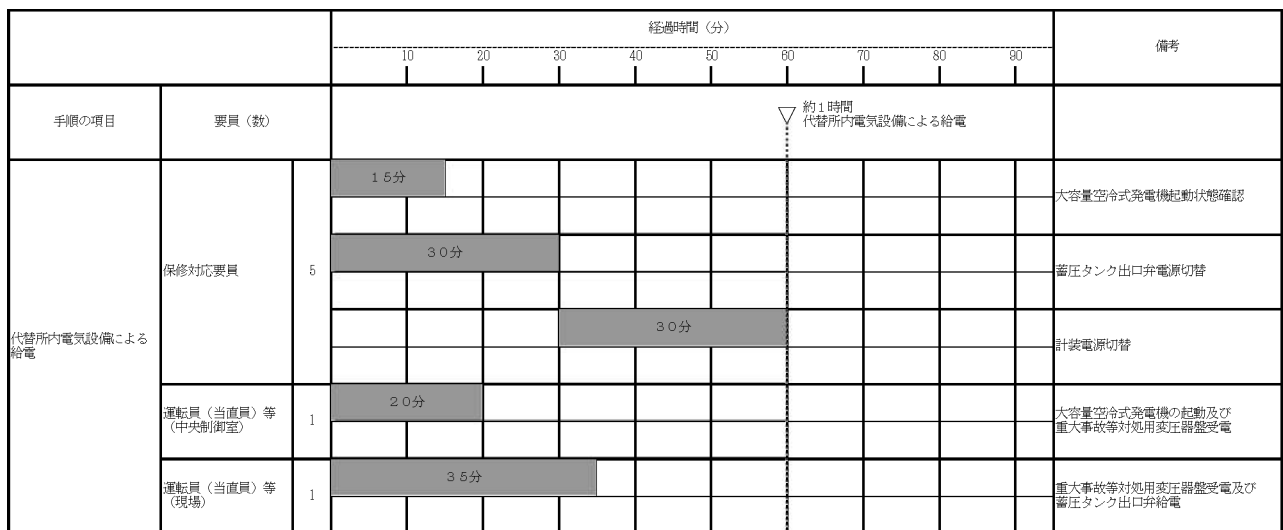 経過時間（分）
備考
10 20 30 40 50 60 70 80 90
手順の項目
要員（数）
約１時間
代替所内電気設備による給電
代替所内電気設備による
給電
保修対応要員
5
１５分
大容量空冷式発電機起動状態確認
３０分
蓄圧タンク出口弁電源切替
３０分
計装電源切替
運転員（当直員）等
（中央制御室）
1
２０分
大容量空冷式発電機の起動及び
重大事故等対処用変圧器盤受電
運転員（当直員）等
（現場）
1
３５分
重大事故等対処用変圧器盤受電及び
蓄圧タンク出口弁給電